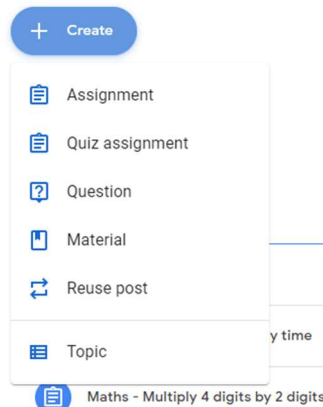 Create
Assignment
Quiz assignment
Question
Material
Reuse post
y time
Topic
Maths - Multiply 4 digits by 2 digits